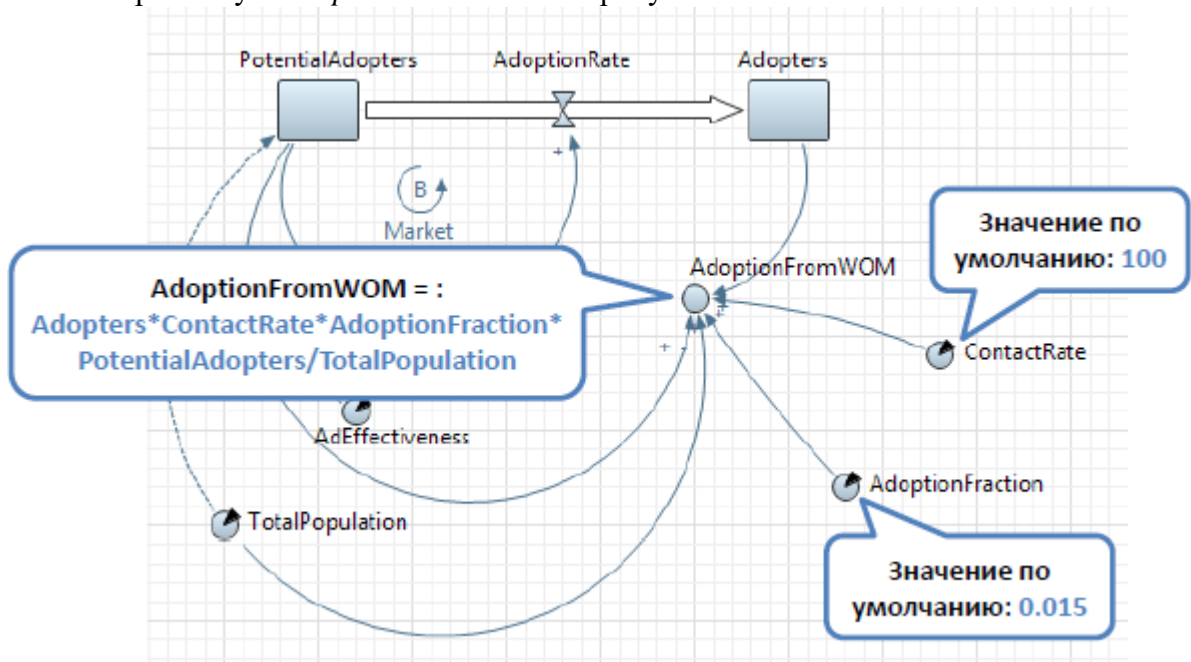 PotentialAdopters AdoptionRate Adopters
B
Market
Значение по
умолчанию: 100
AdoptionFromWOM
AdoptionFromWOM = :
Adopters*ContactRate*AdoptionFraction*
PotentialAdopters/TotalPopulation
ContactRate
AdEffectiveness
AdoptionFraction
TotalPopulation
Значение по
умолчанию: 0.015